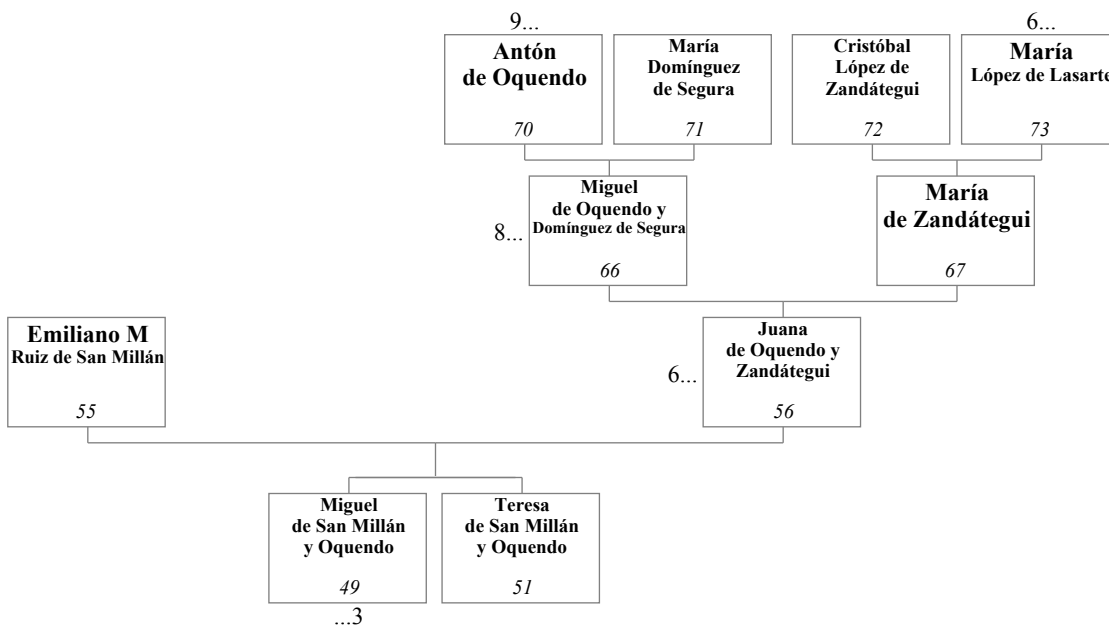 9...
6...
Antón
de Oquendo
70
María
Domínguez
de Segura
71
Cristóbal
López de
Zandátegui
72
María
López de Lasarte
73
8...
Miguel
de Oquendo y
Domínguez de Segura
66
María
de Zandátegui
67
Emiliano M
Ruiz de San Millán
55
6...
Juana
de Oquendo y
Zandátegui
56
Miguel
de San Millán
y Oquendo
49
Teresa
de San Millán
y Oquendo
51
...3